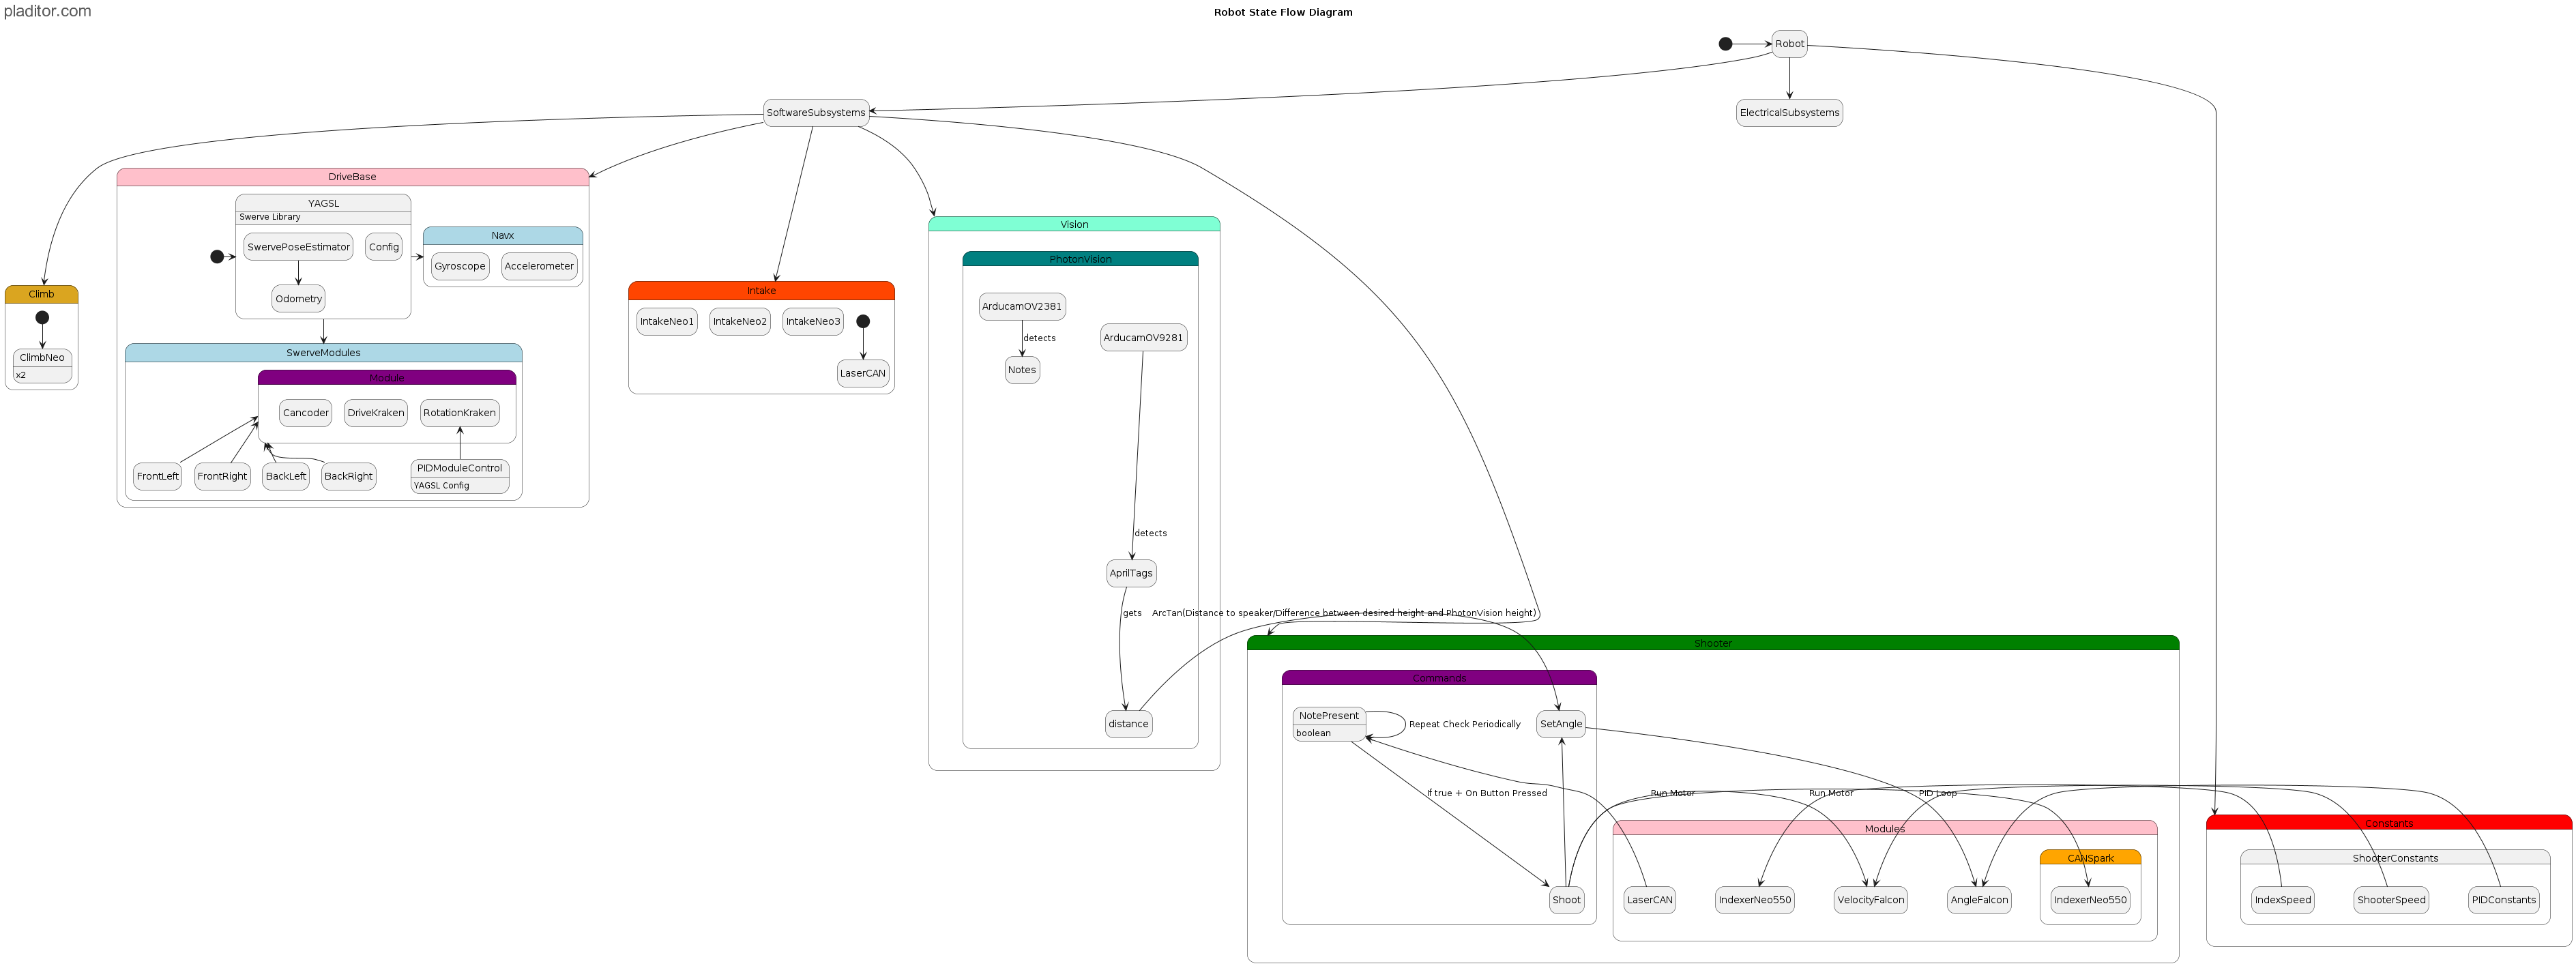 pladitor.com
Robot State Flow Diagram
Robot
SoftwareSubsystems
ElectricalSubsystems
DriveBase
YAGSL
Swerve Library
SwervePoseEstimator
Config
Odometry
Navx
Gyroscope
Accelerometer
SwerveModules
Module
Cancoder
DriveKraken
RotationKraken
FrontLeft
FrontRight
BackLeft
BackRight
PIDModuleControl
YAGSL Config
Climb
ClimbNeo
x2
Intake
IntakeNeo1
IntakeNeo2
IntakeNeo3
LaserCAN
Vision
PhotonVision
ArducamOV2381
ArducamOV9281
detects
Notes
detects
AprilTags
gets
ArcTan(Distance to speaker/Difference between desired height and PhotonVision height)
distance
Shooter
Commands
NotePresent
boolean
Repeat Check Periodically
SetAngle
If true + On Button Pressed
Run Motor
Run Motor
PID Loop
Shoot
Modules
LaserCAN
IndexerNeo550
VelocityFalcon
AngleFalcon
CANSpark
IndexerNeo550
Constants
ShooterConstants
IndexSpeed
ShooterSpeed
PIDConstants